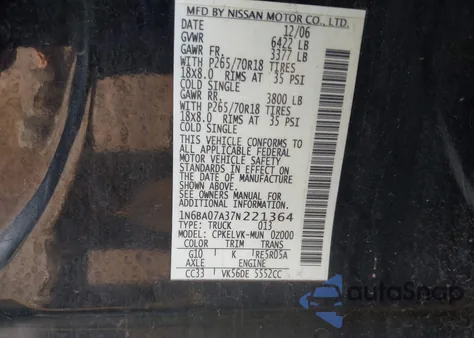 MFD BY NISSAN MOTOR CO., LTD.
DATE 12/06
GVWR 6422 LB
GAWR FR, 3377 LB
WITH P265/70R18 TIRES
18X8.0 RIMS AT 35 PSI
COLD SINGLE
GAWR RR, 3800 LB
WITH P265/70R18 TIRES
18X8.0 RIMS AT 35 PSI
COLD SINGLE
THIS VEHICLE CONFORMS TO
ALL APPLICABLE FEDERAL
MOTOR VEHICLE SAFETY
STANDARDS IN EFFECT ON
THE DATE OF MANUFACTURE
SEE OWNERS MANUAL FOR
ADDITIONAL INFORMATION
1N6BA07A37N221364
TYPE: TRUCK 013
MODEL: CPKELVK-MUN 02000
COLOR TRIM TRANS
G10 K RE5R05A
AXLE ENGINE
CC33 VK56DE 5552CC
autoSnap